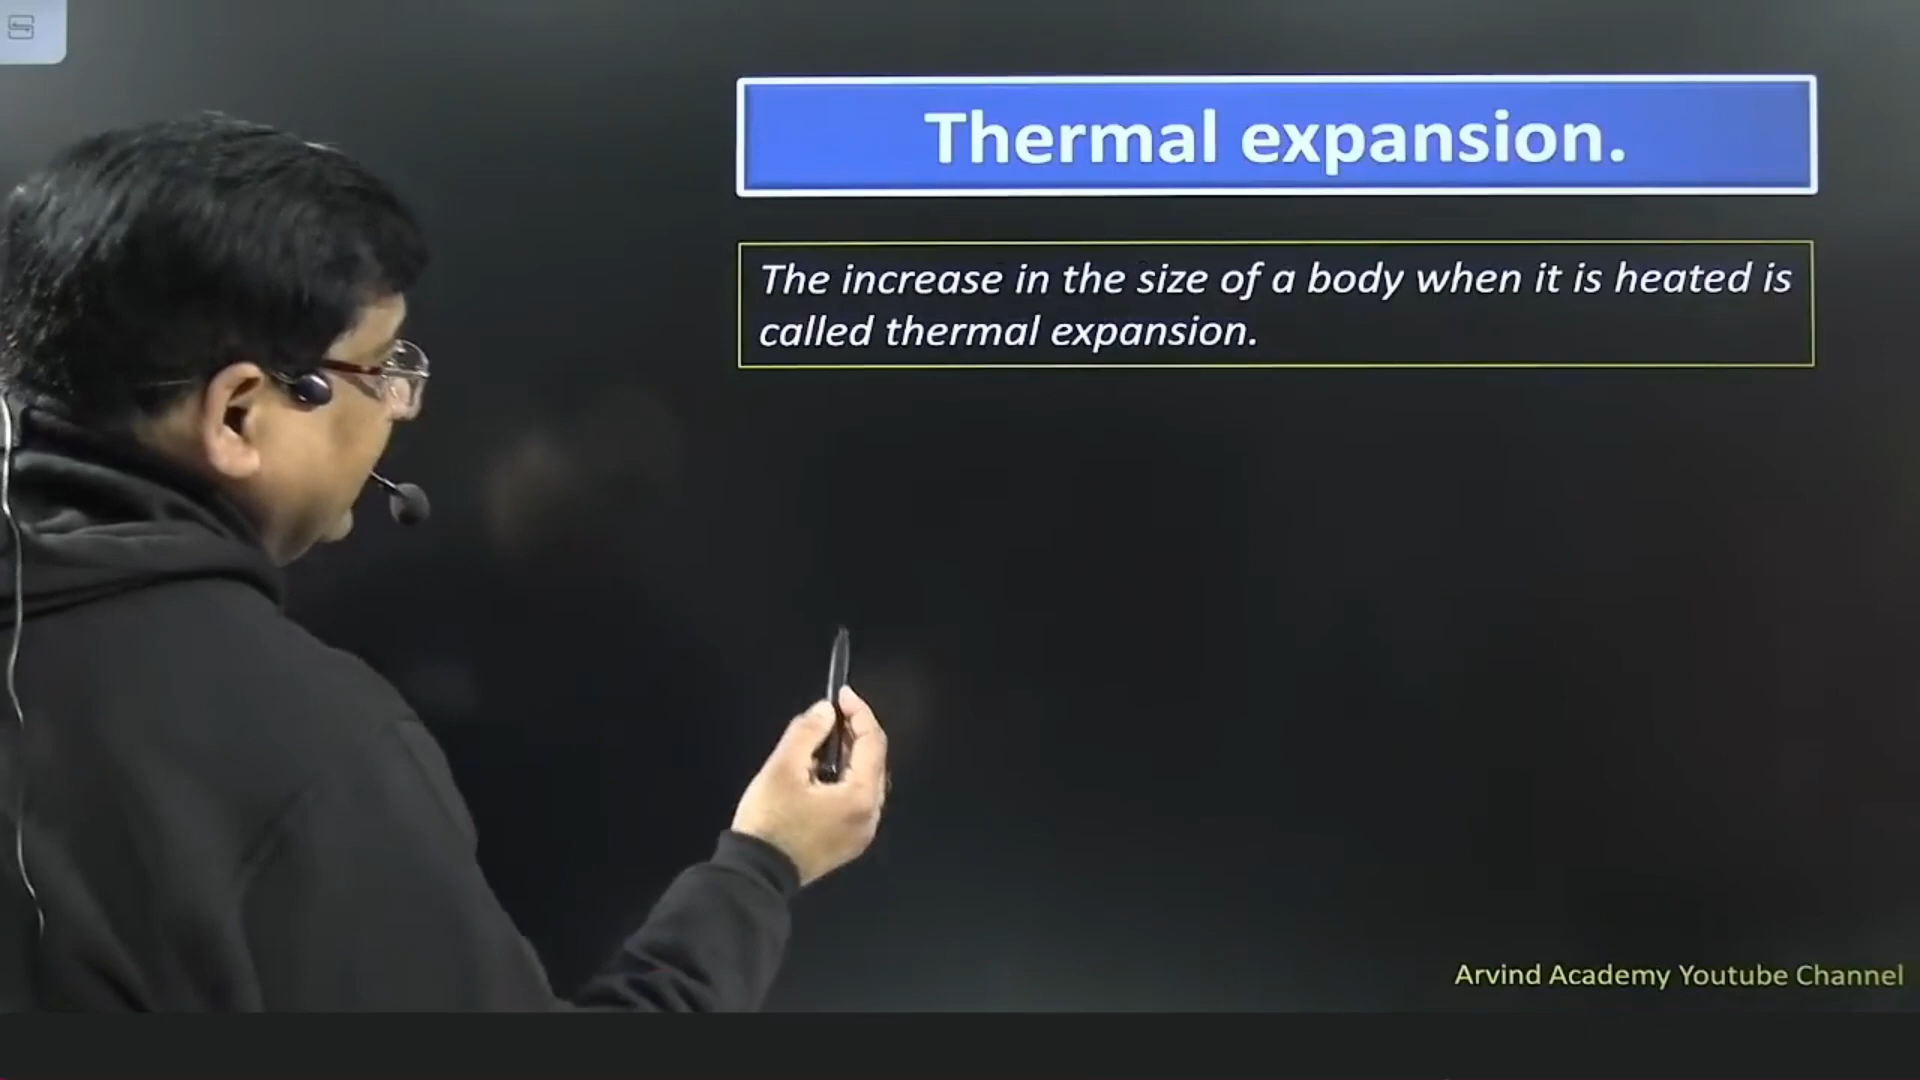 Thermal expansion.
The increase in the size of a body when it is heated is
called thermal expansion.
Arvind Academy Youtube Channel